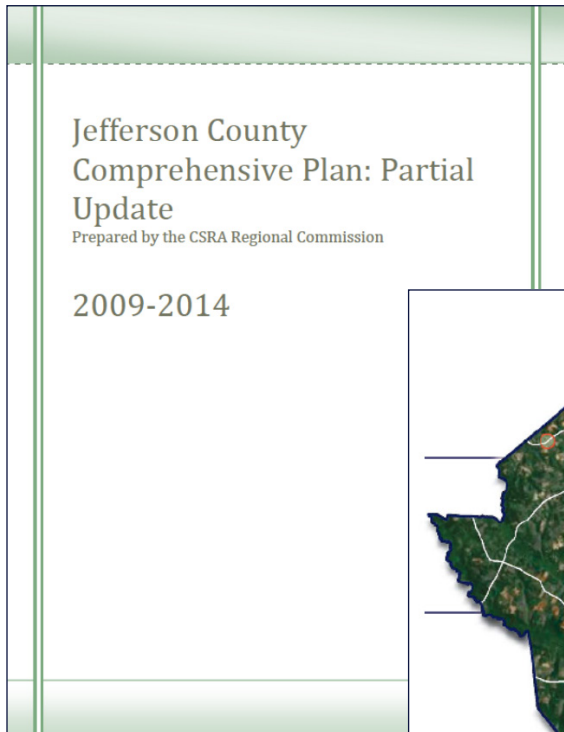 Jefferson County
Comprehensive Plan: Partial
Update
Prepared by the CSRA Regional Commission
2009-2014